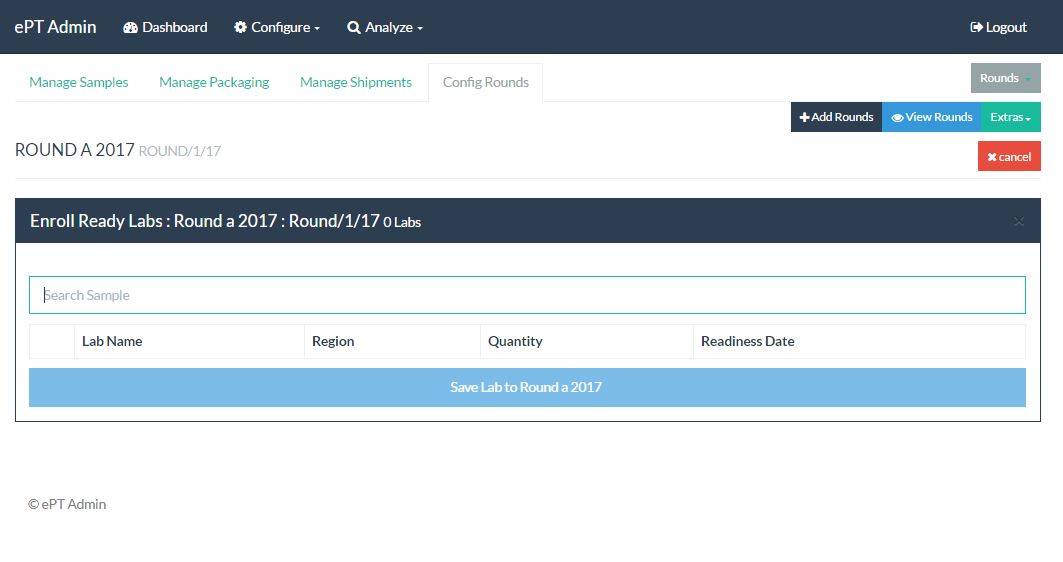 ePT Admin Dashboard Configure Analyze Logout
Manage Samples Manage Packaging Manage Shipments Config Rounds Rounds
Add Rounds View Rounds Extras
ROUND A 2017 ROUND/1/17 cancel
Enroll Ready Labs : Round a 2017 : Round/1/17 0 Labs ×
Search Sample
Lab Name Region Quantity Readiness Date
Save Lab to Round a 2017
© ePT Admin